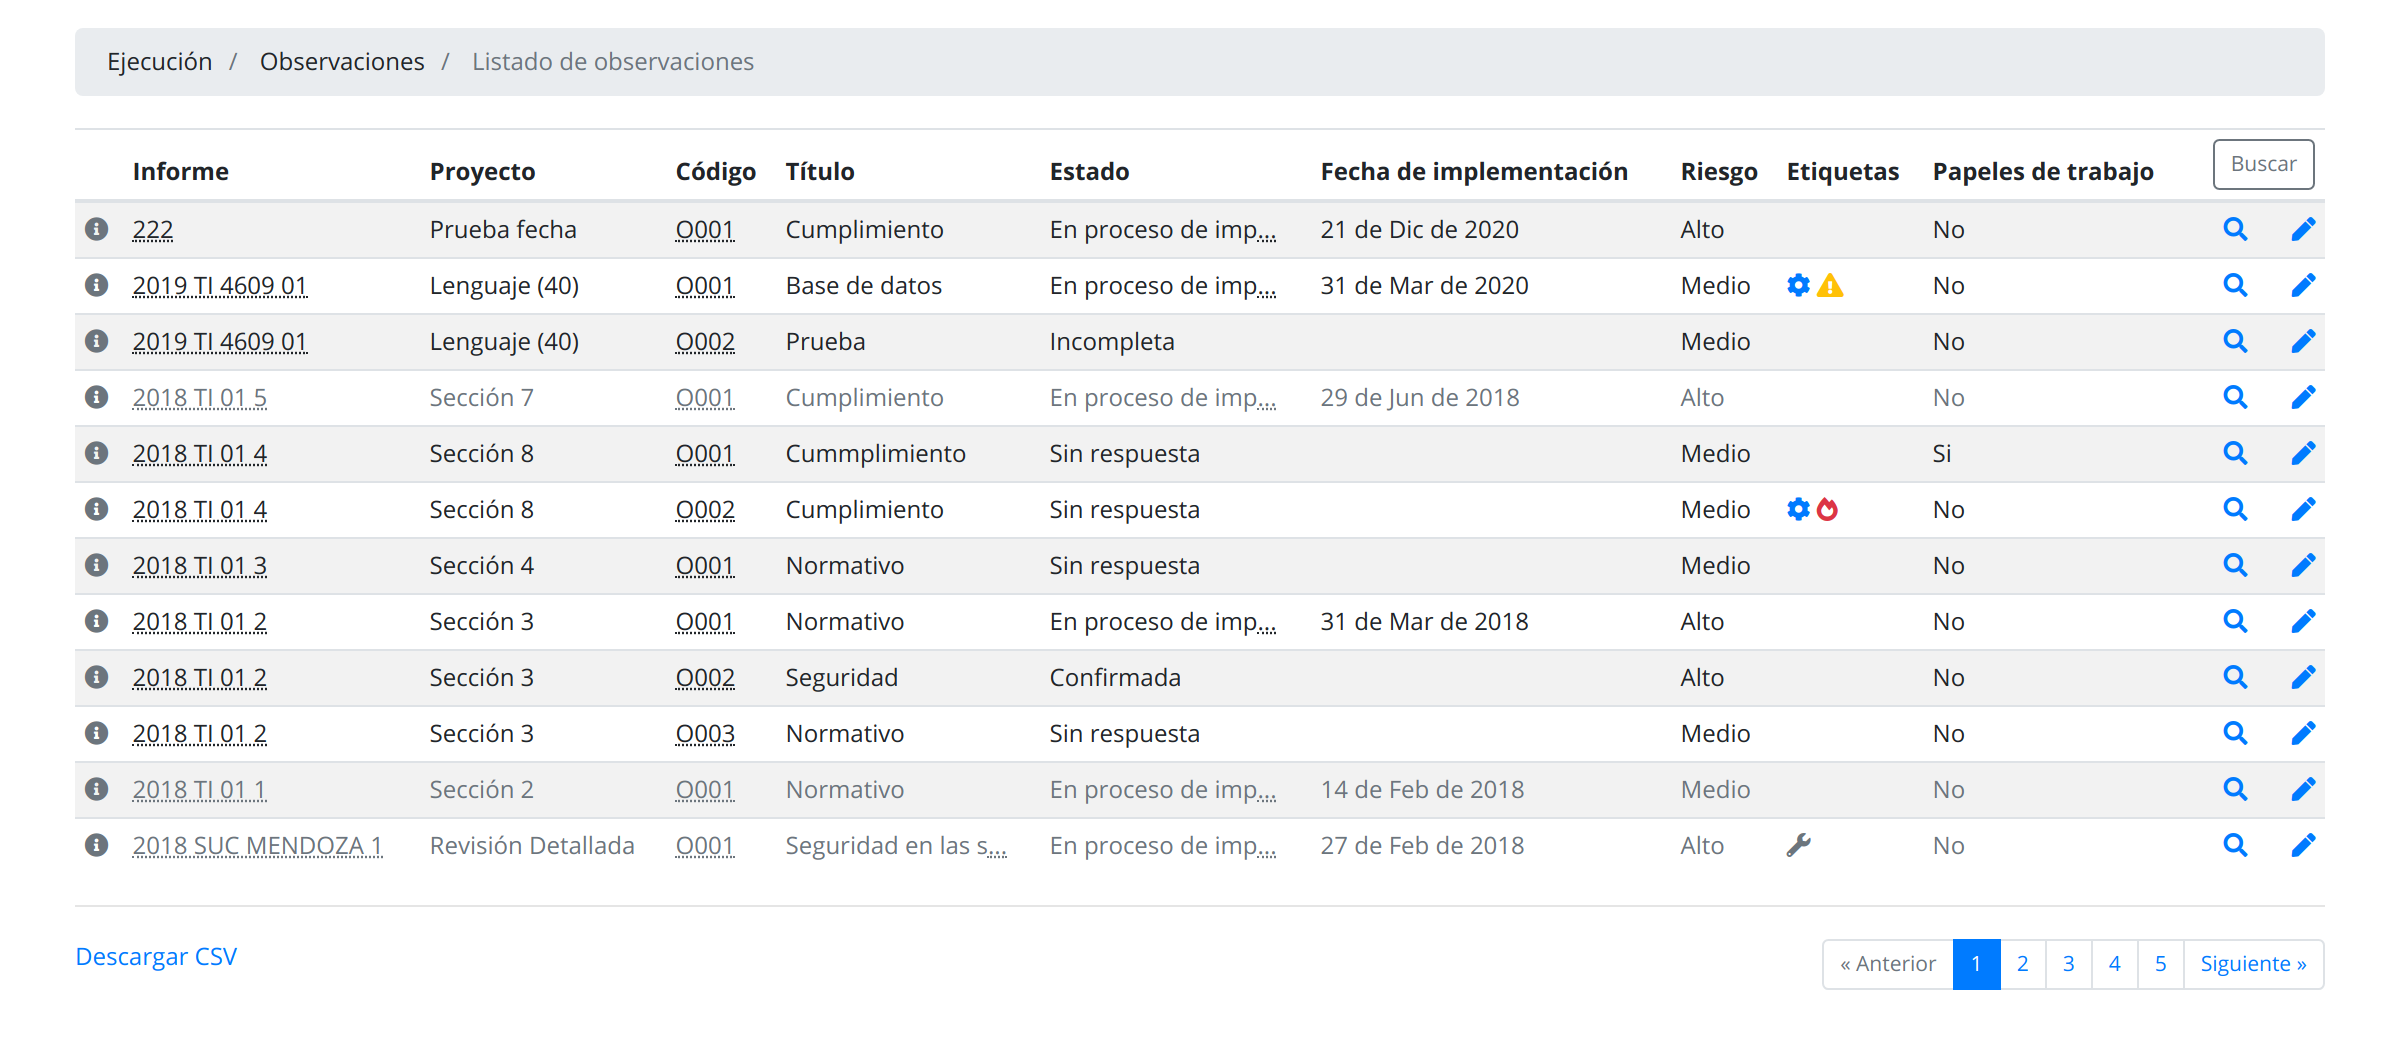 Ejecución / Observaciones / Listado de observaciones
Informe Proyecto Código Título Estado Fecha de implementación Riesgo Etiquetas Papeles de trabajo Buscar
222 Prueba fecha O001 Cumplimiento En proceso de imp... 21 de Dic de 2020 Alto No
2019 TI 4609 01 Lenguaje (40) O001 Base de datos En proceso de imp... 31 de Mar de 2020 Medio No
2019 TI 4609 01 Lenguaje (40) O002 Prueba Incompleta Medio No
2018 TI 01 5 Sección 7 O001 Cumplimiento En proceso de imp... 29 de Jun de 2018 Alto No
2018 TI 01 4 Sección 8 O001 Cummplimiento Sin respuesta Medio Si
2018 TI 01 4 Sección 8 O002 Cumplimiento Sin respuesta Medio No
2018 TI 01 3 Sección 4 O001 Normativo Sin respuesta Medio No
2018 TI 01 2 Sección 3 O001 Normativo En proceso de imp... 31 de Mar de 2018 Alto No
2018 TI 01 2 Sección 3 O002 Seguridad Confirmada Alto No
2018 TI 01 2 Sección 3 O003 Normativo Sin respuesta Medio No
2018 TI 01 1 Sección 2 O001 Normativo En proceso de imp... 14 de Feb de 2018 Medio No
2018 SUC MENDOZA 1 Revisión Detallada O001 Seguridad en las s... En proceso de imp... 27 de Feb de 2018 Alto No
Descargar CSV « Anterior 1 2 3 4 5 Siguiente »